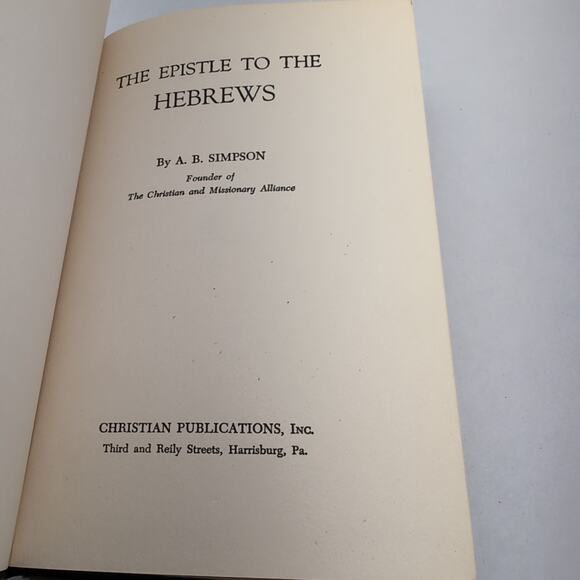 THE EPISTLE TO THE
HEBREWS
By A. B. SIMPSON
Founder of
The Christian and Missionary Alliance
CHRISTIAN PUBLICATIONS, INC.
Third and Reily Streets, Harrisburg, Pa.